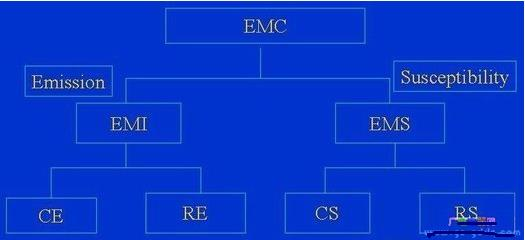 EMC
Emission
Susceptibility
EMI
EMS
CE
RE
CS
RS